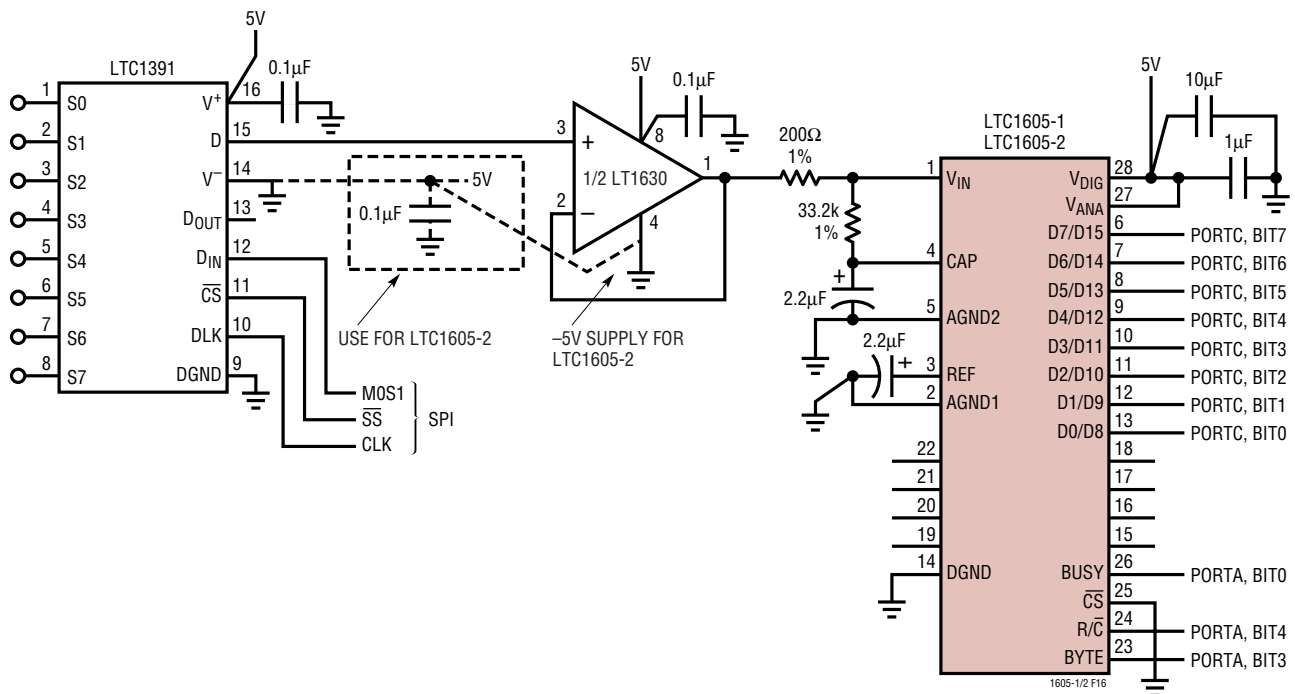 5V
LTC1391
0.1µF
1 S0
2 S1
3 S2
4 S3
5 S4
6 S5
7 S6
8 S7
V+ 16
D 15
V– 14
DOUT 13
DIN 12
CS 11
DLK 10
DGND 9
5V
0.1µF
USE FOR LTC1605-2
M0S1
SS
CLK
SPI
5V
0.1µF
8
3 +
1/2 LT1630
1
2 –
4
–5V SUPPLY FOR
LTC1605-2
200Ω
1%
33.2k
1%
+
2.2µF
2.2µF
+
LTC1605-1
LTC1605-2
5V
10µF
1µF
1 VIN
4 CAP
5 AGND2
3 REF
2 AGND1
22
21
20
19
14 DGND
VDIG 28
VANA 27
D7/D15 6 PORTC, BIT7
D6/D14 7 PORTC, BIT6
D5/D13 8 PORTC, BIT5
D4/D12 9 PORTC, BIT4
D3/D11 10 PORTC, BIT3
D2/D10 11 PORTC, BIT2
D1/D9 12 PORTC, BIT1
D0/D8 13 PORTC, BIT0
18
17
16
15
BUSY 26 PORTA, BIT0
CS 25
R/C 24 PORTA, BIT4
BYTE 23 PORTA, BIT3
1605-1/2 F16